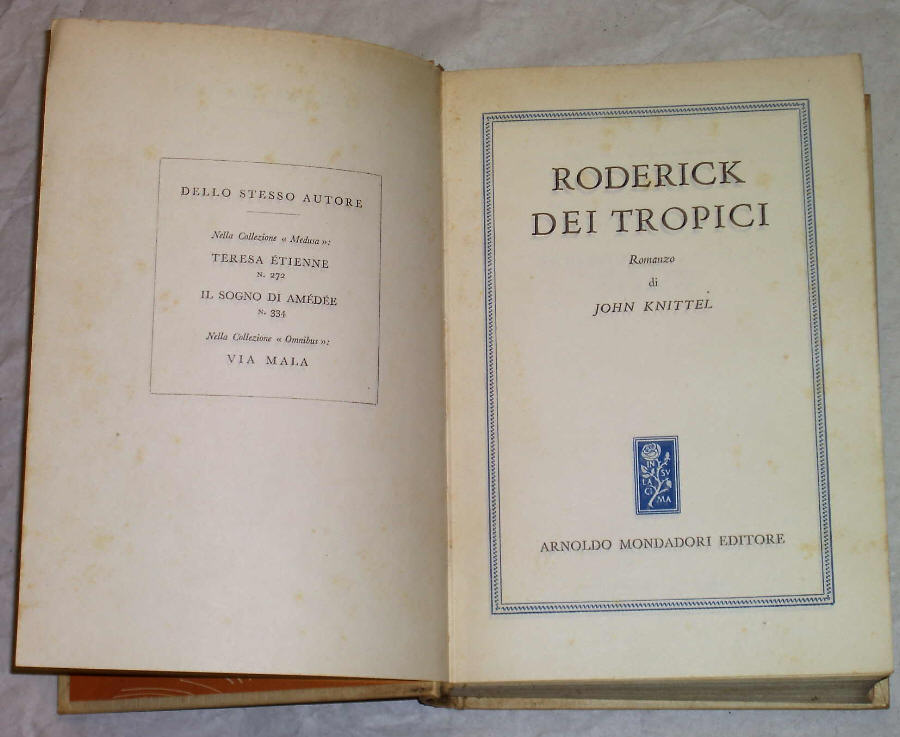 DELLO STESSO AUTORE
Nella Collezione « Medusa »:
TERESA ÉTIENNE
N. 272
IL SOGNO DI AMÉDÉE
N. 334
Nella Collezione « Omnibus »:
VIA MALA
RODERICK
DEI TROPICI
Romanzo
di
JOHN KNITTEL
IN
LA SV
CI MA
ARNOLDO MONDADORI EDITORE